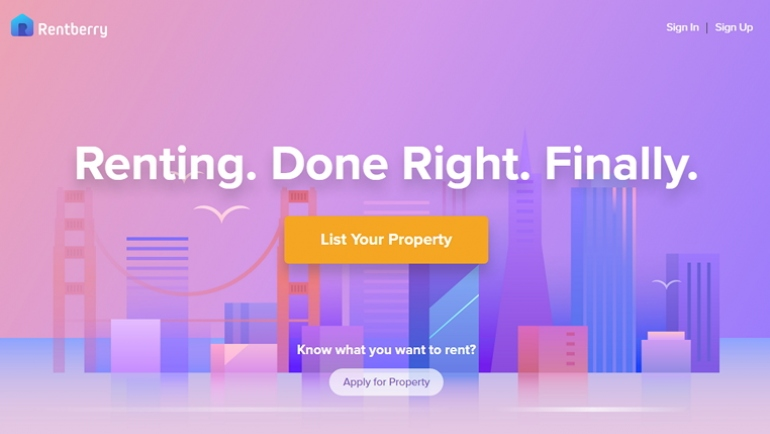 Rentberry
Sign In | Sign Up
Renting. Done Right. Finally.
List Your Property
Know what you want to rent?
Apply for Property